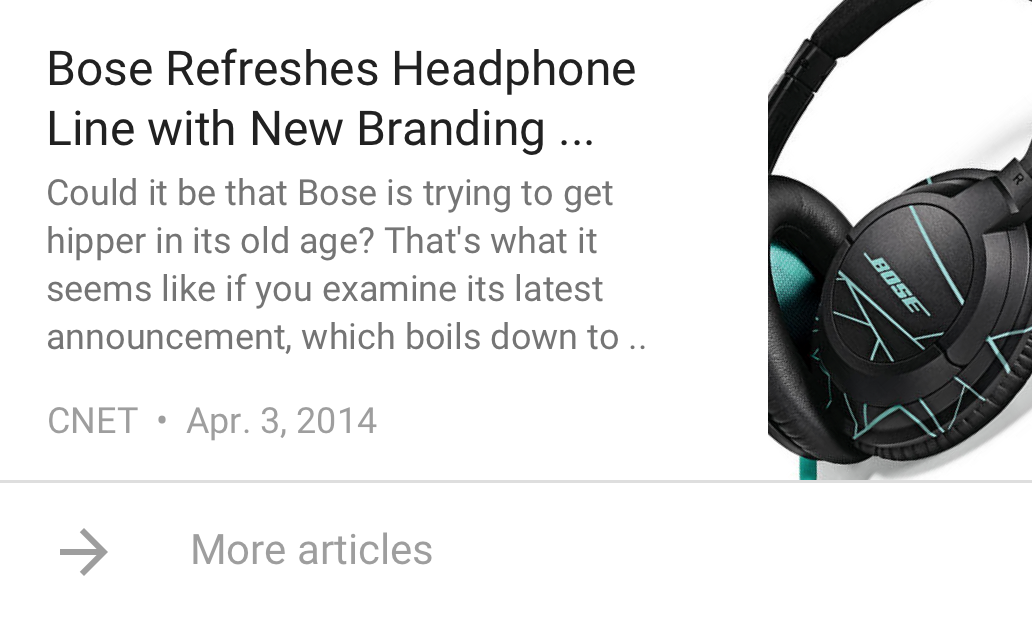 Bose Refreshes Headphone
Line with New Branding ...
Could it be that Bose is trying to get
hipper in its old age? That's what it
seems like if you examine its latest
announcement, which boils down to ..
CNET • Apr. 3, 2014
BOSE
R
More articles